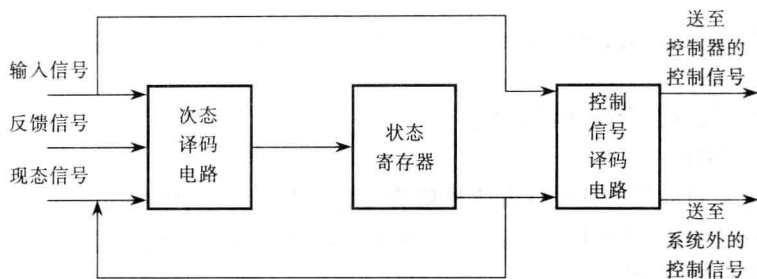 输入信号
反馈信号
现态信号
次态
译码
电路
状态
寄存器
控制
信号
译码
电路
送至
控制器的
控制信号
送至
系统外的
控制信号